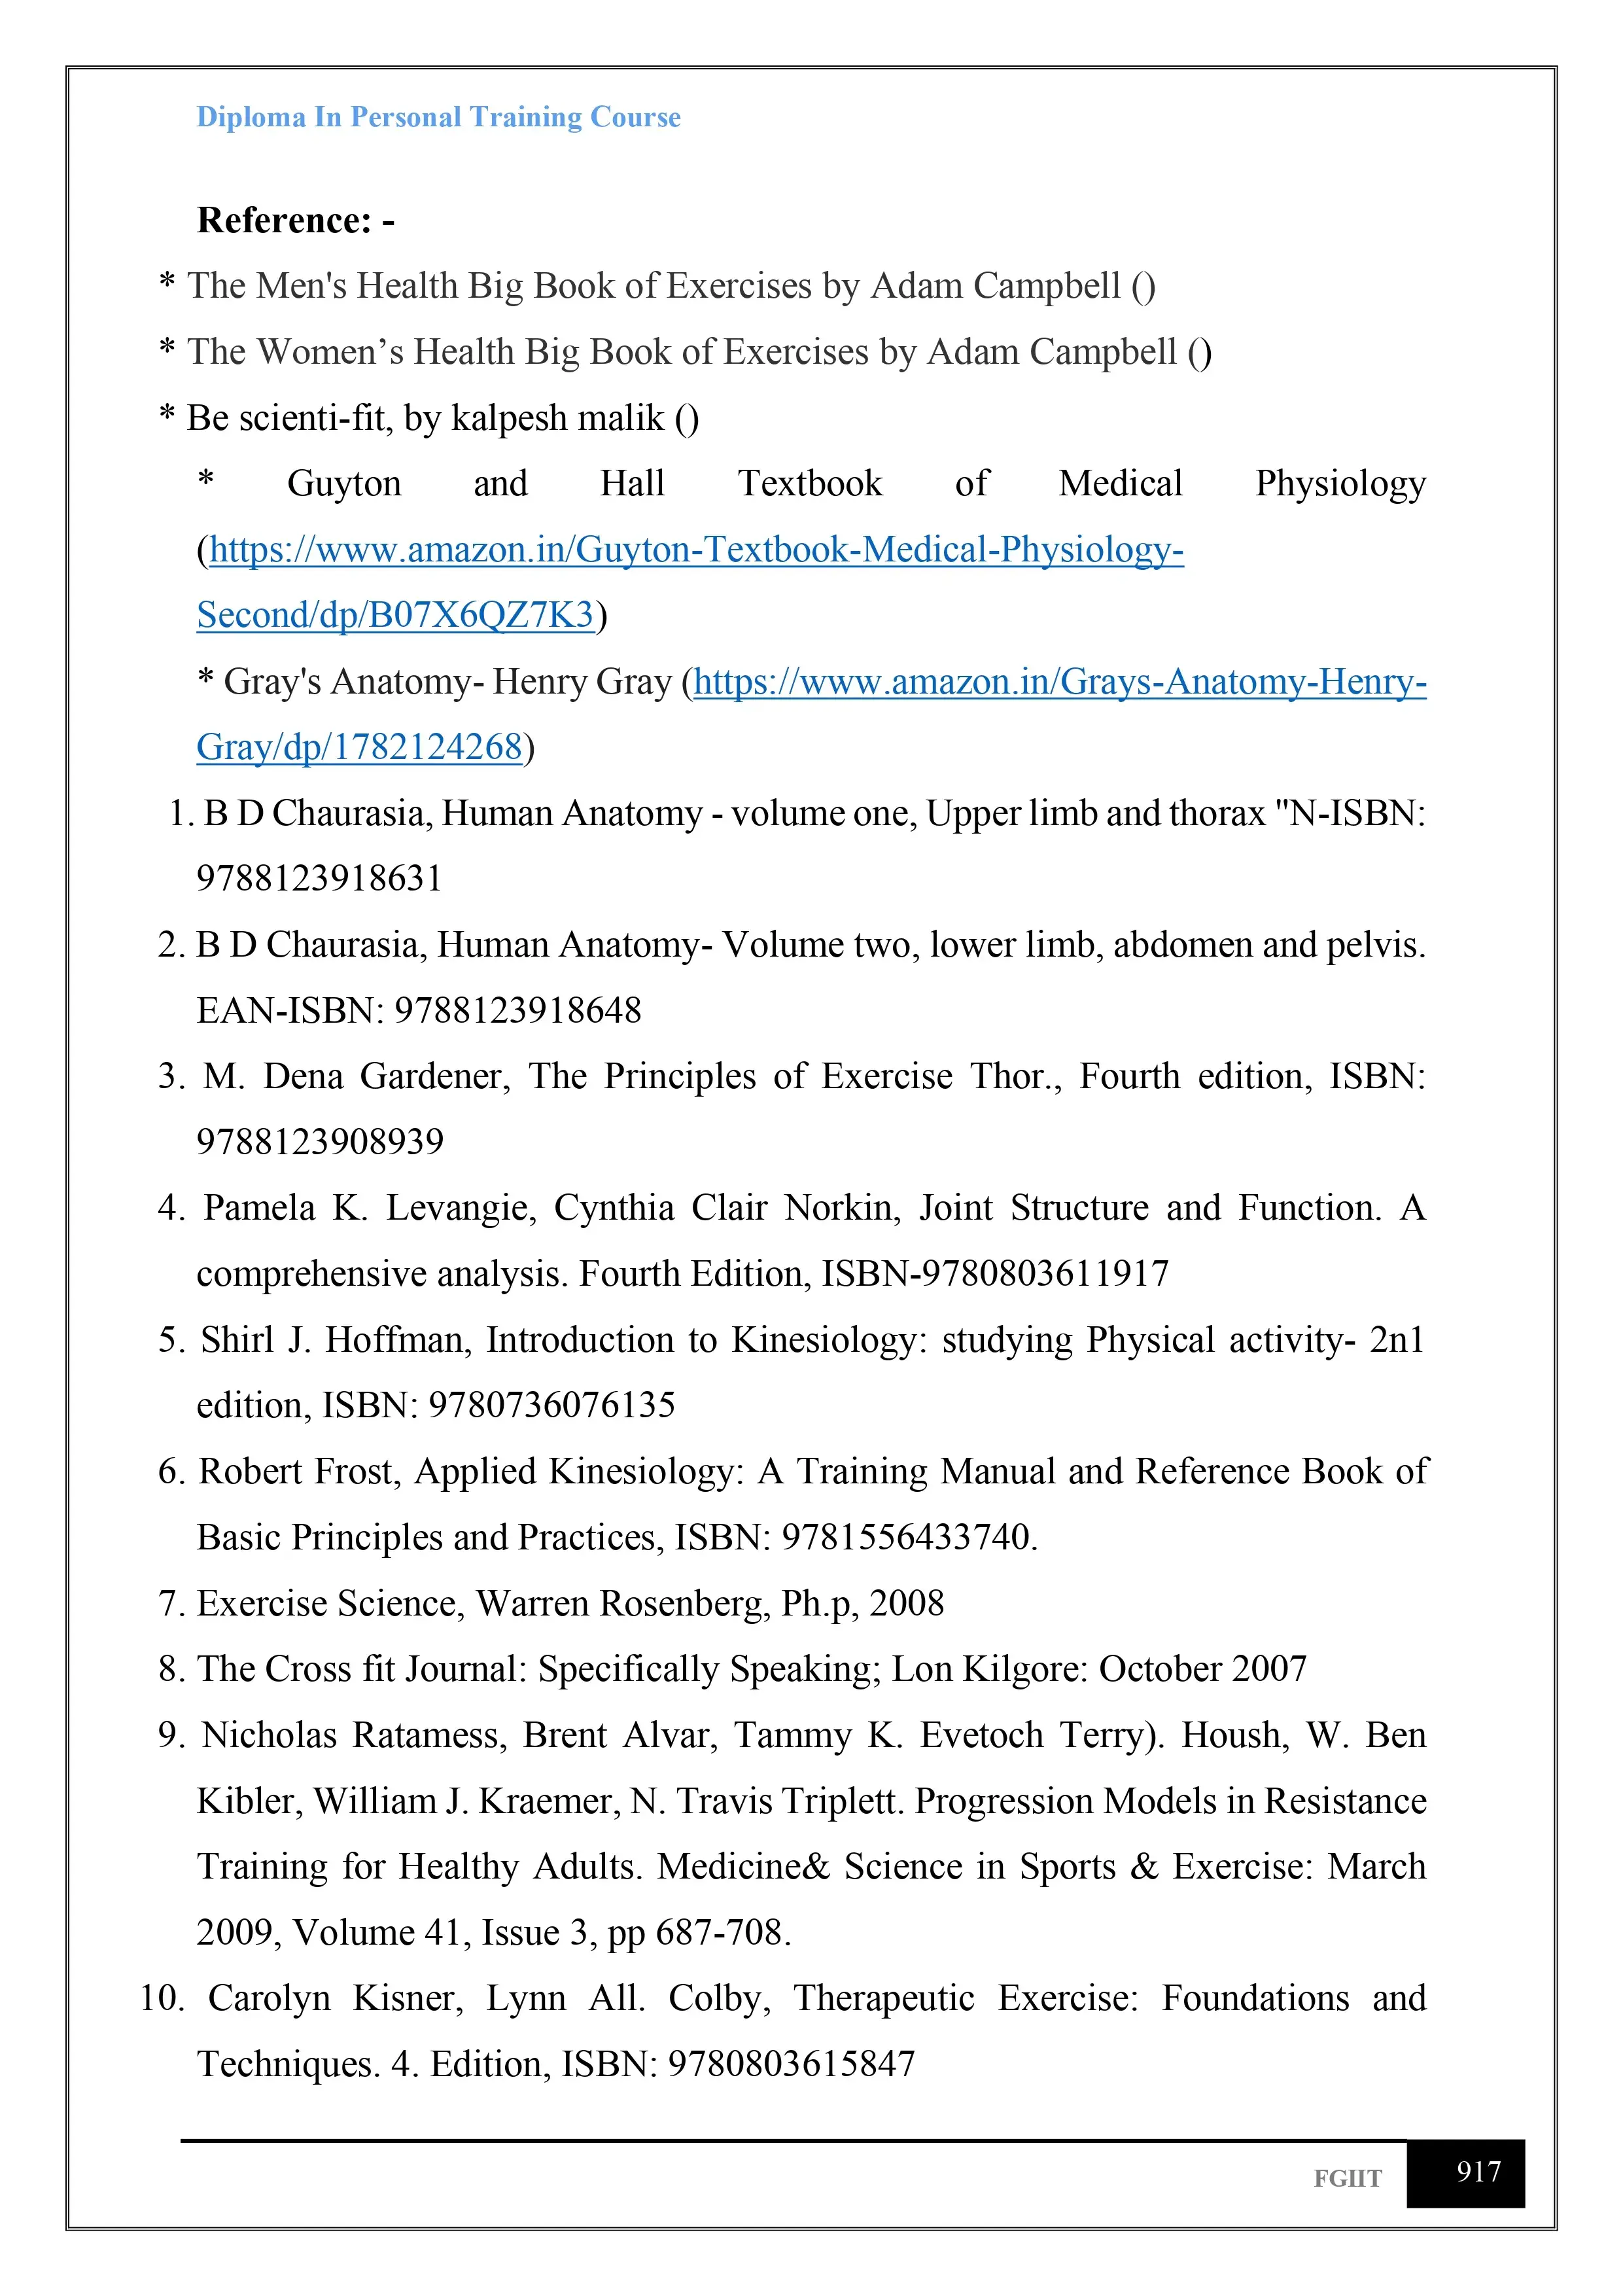 Diploma In Personal Training Course
Reference: -
* The Men's Health Big Book of Exercises by Adam Campbell ()
* The Women’s Health Big Book of Exercises by Adam Campbell ()
* Be scienti-fit, by kalpesh malik ()
* Guyton and Hall Textbook of Medical Physiology
(https://www.amazon.in/Guyton-Textbook-Medical-Physiology-
Second/dp/B07X6QZ7K3)
* Gray's Anatomy- Henry Gray (https://www.amazon.in/Grays-Anatomy-Henry-
Gray/dp/1782124268)
1. B D Chaurasia, Human Anatomy - volume one, Upper limb and thorax "N-ISBN:
9788123918631
2. B D Chaurasia, Human Anatomy- Volume two, lower limb, abdomen and pelvis.
EAN-ISBN: 9788123918648
3. M. Dena Gardener, The Principles of Exercise Thor., Fourth edition, ISBN:
9788123908939
4. Pamela K. Levangie, Cynthia Clair Norkin, Joint Structure and Function. A
comprehensive analysis. Fourth Edition, ISBN-9780803611917
5. Shirl J. Hoffman, Introduction to Kinesiology: studying Physical activity- 2n1
edition, ISBN: 9780736076135
6. Robert Frost, Applied Kinesiology: A Training Manual and Reference Book of
Basic Principles and Practices, ISBN: 9781556433740.
7. Exercise Science, Warren Rosenberg, Ph.p, 2008
8. The Cross fit Journal: Specifically Speaking; Lon Kilgore: October 2007
9. Nicholas Ratamess, Brent Alvar, Tammy K. Evetoch Terry). Housh, W. Ben
Kibler, William J. Kraemer, N. Travis Triplett. Progression Models in Resistance
Training for Healthy Adults. Medicine& Science in Sports & Exercise: March
2009, Volume 41, Issue 3, pp 687-708.
10. Carolyn Kisner, Lynn All. Colby, Therapeutic Exercise: Foundations and
Techniques. 4. Edition, ISBN: 9780803615847
FGIIT 917